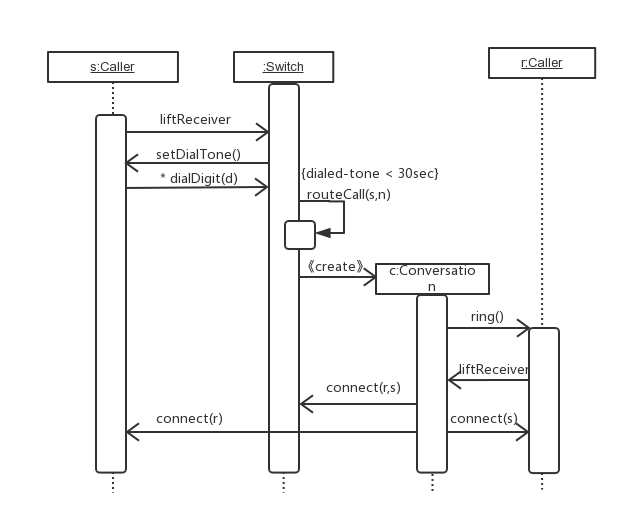 s:Caller
:Switch
r:Caller
liftReceiver
setDialTone()
* dialDigit(d)
{dialed-tone < 30sec}
routeCall(s,n)
《create》
c:Conversatio
n
ring()
liftReceiver
connect(r,s)
connect(r)
connect(s)